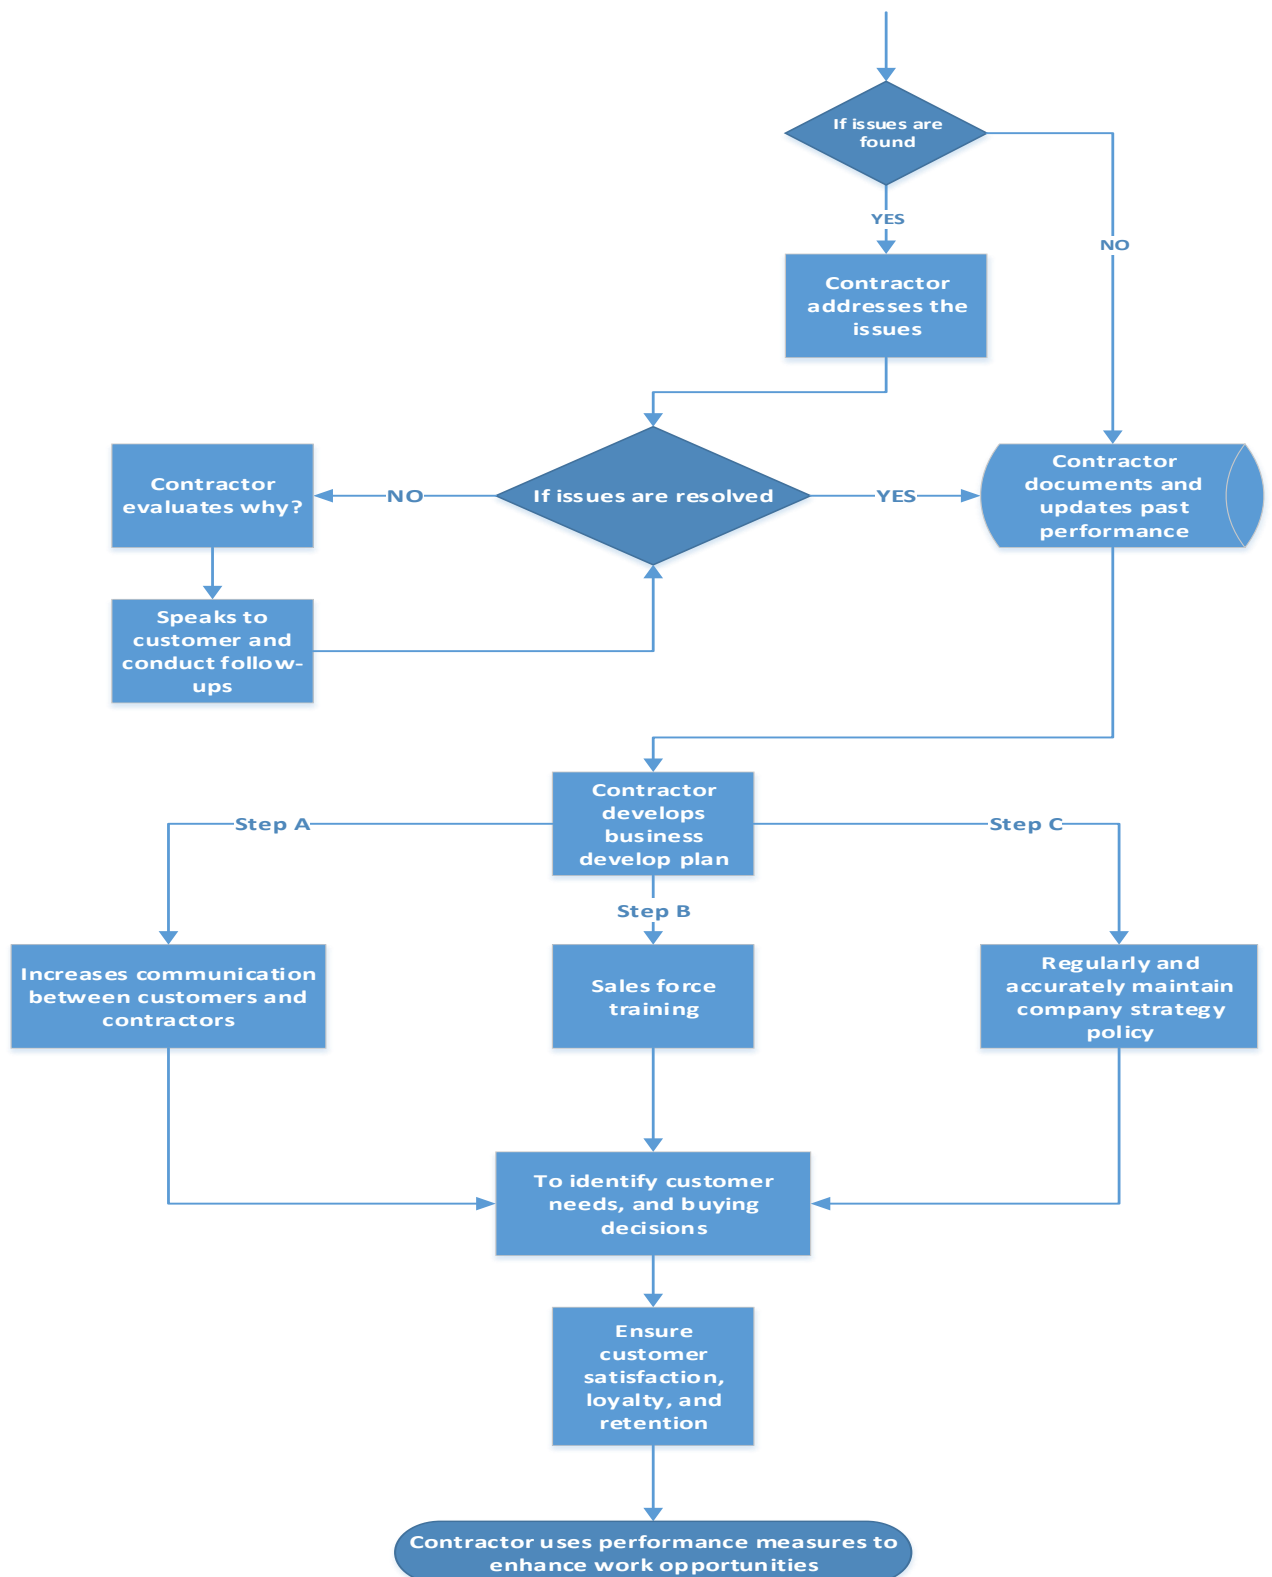 If issues are
found
YES
NO
Contractor
addresses the
issues
Contractor
evaluates why?
NO
If issues are resolved
YES
Contractor
documents and
updates past
performance
Speaks to
customer and
conduct follow-
ups
Contractor
develops
business
develop plan
Step A
Step B
Step C
Increases communication
between customers and
contractors
Sales force
training
Regularly and
accurately maintain
company strategy
policy
To identify customer
needs, and buying
decisions
Ensure
customer
satisfaction,
loyalty, and
retention
Contractor uses performance measures to
enhance work opportunities